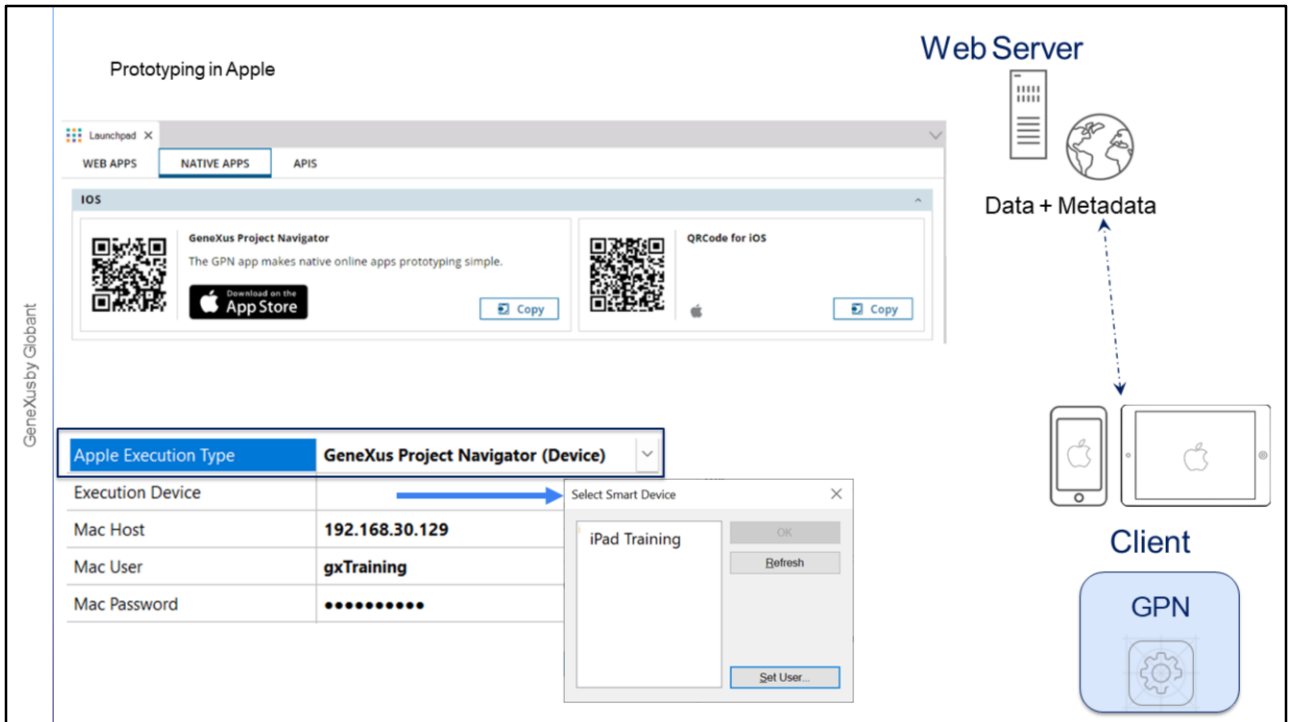 Prototyping in Apple
Web Server
Launchpad
WEB APPS NATIVE APPS APIS
IOS
GeneXus Project Navigator
The GPN app makes native online apps prototyping simple.
Download on the
App Store
Copy
QRCode for iOS
Copy
Data + Metadata
GeneXusby Globant
Apple Execution Type GeneXus Project Navigator (Device)
Execution Device
Mac Host 192.168.30.129
Mac User gxTraining
Mac Password ●●●●●●●●●●
Select Smart Device
iPad Training
OK
Refresh
Set User...
Client
GPN